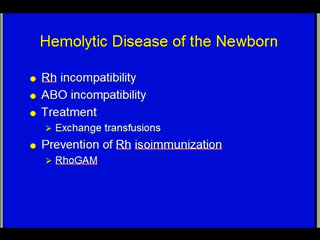 Hemolytic Disease of the Newborn
Rh incompatibility
ABO incompatibility
Treatment
Exchange transfusions
Prevention of Rh isoimmunization
RhoGAM